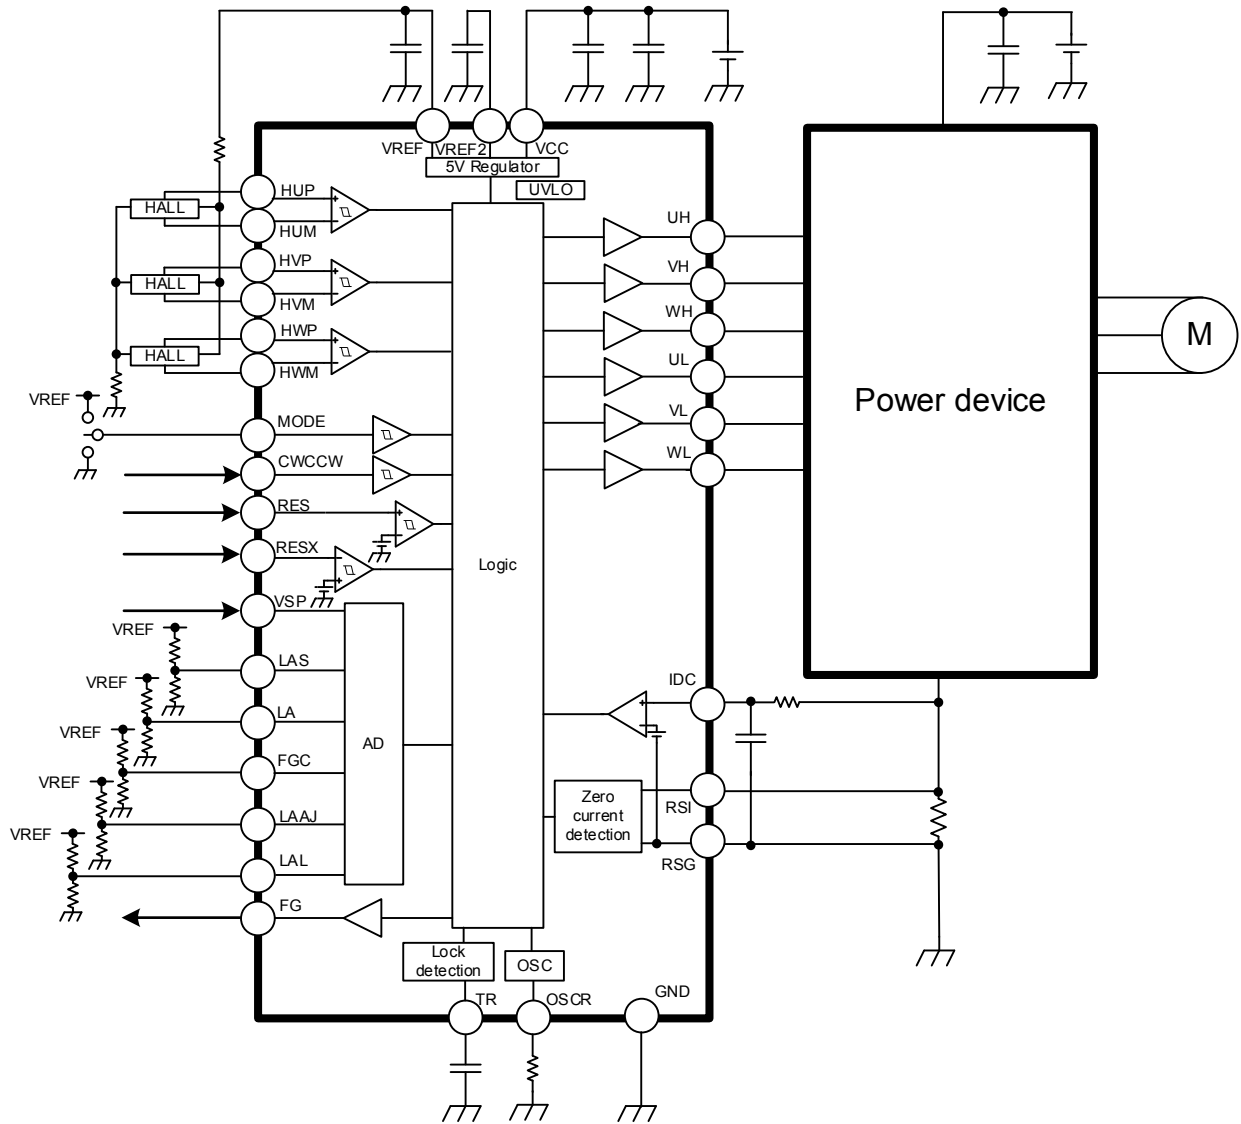 VREF
VREF2
VCC
5V Regulator
UVLO
HUP
HALL
HUM
HVP
HALL
HVM
HWP
HALL
HWM
VREF
MODE
CWCCW
RES
RESX
VSP
VREF
LAS
VREF
LA
VREF
FGC
VREF
LAAJ
VREF
LAL
FG
AD
Logic
UH
VH
WH
UL
VL
WL
Power device
M
IDC
Zero
current
detection
RSI
RSG
Lock
detection
OSC
TR
OSCR
GND